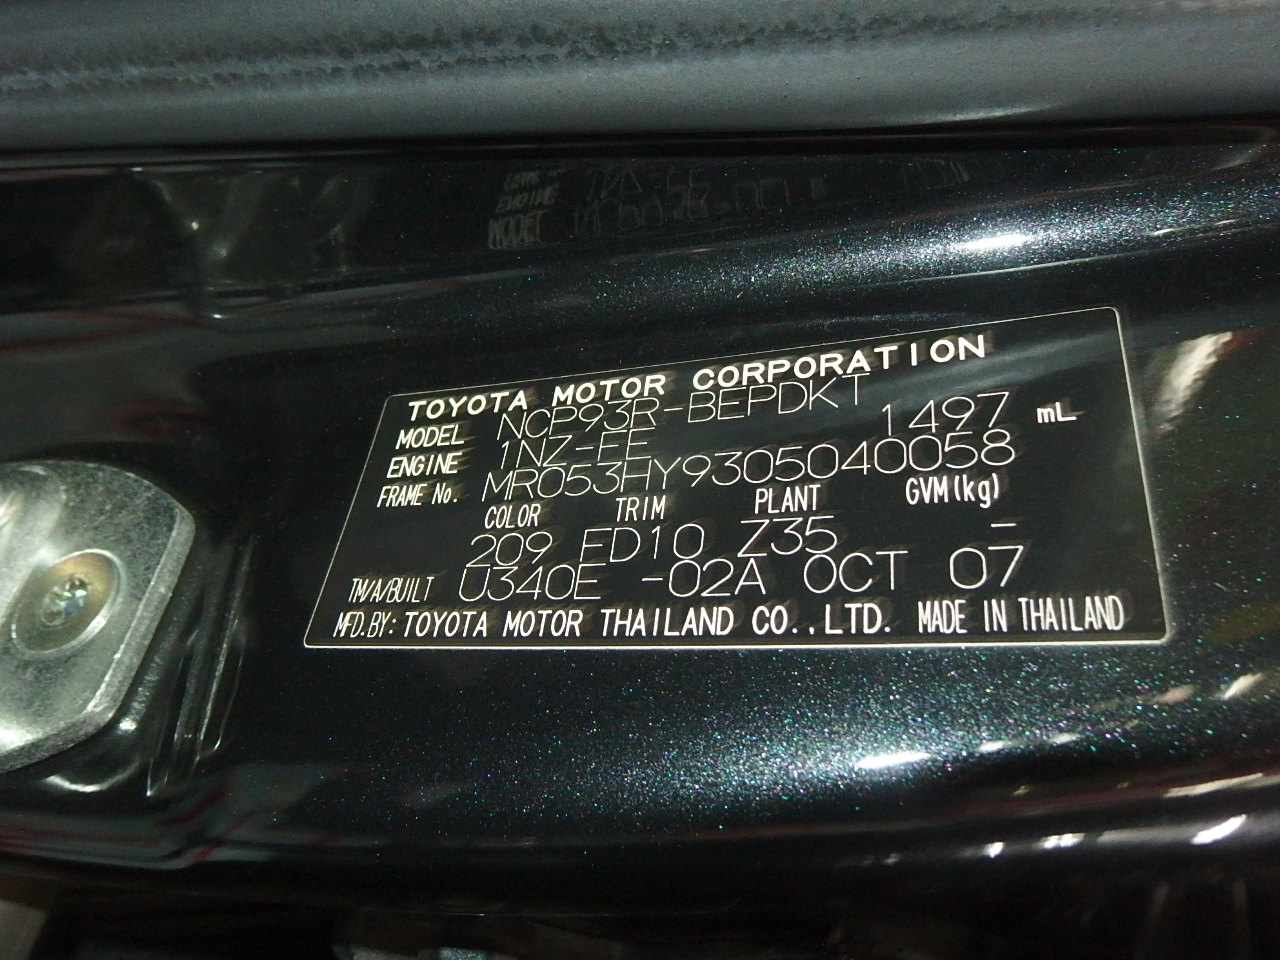 TOYOTA MOTOR CORPORATION
MODEL NCP93R-BEPDKT
ENGINE 1NZ-FE 1497 mL
FRAME No. MR053HY9305040058
COLOR TRIM PLANT GVM(kg)
209 FD10 Z35 -
TM/A/BUILT U340E -02A OCT 07
MFD.BY: TOYOTA MOTOR THAILAND CO.,LTD. MADE IN THAILAND